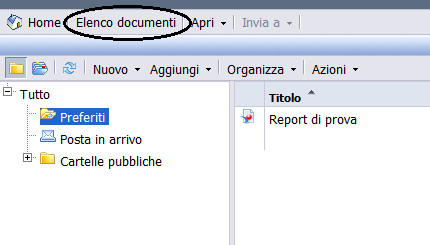 Home Elenco documenti Apri Invia a
Nuovo Aggiungi Organizza Azioni
Tutto
Preferiti
Posta in arrivo
Cartelle pubbliche
Titolo
Report di prova